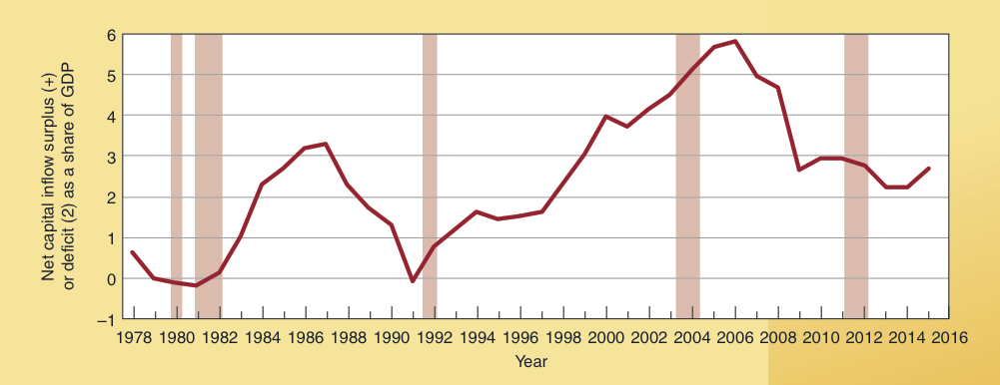 Net capital inflow surplus (+)
or deficit (2) as a share of GDP
6
5
4
3
2
1
0
–1
1978 1980 1982 1984 1986 1988 1990 1992 1994 1996 1998 2000 2002 2004 2006 2008 2010 2012 2014 2016
Year